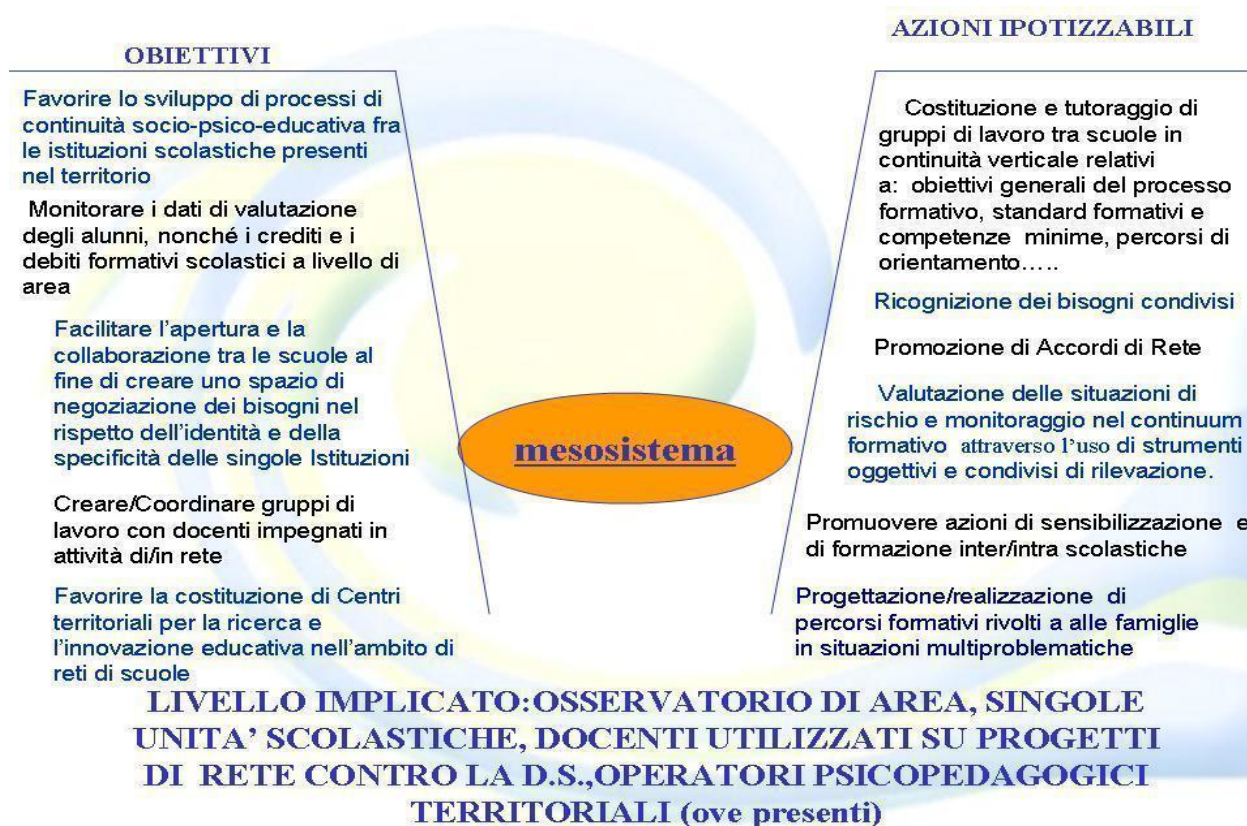 OBIETTIVI
Favorire lo sviluppo di processi di
continuità socio-psico-educativa fra
le istituzioni scolastiche presenti
nel territorio
Monitorare i dati di valutazione
degli alunni, nonché i crediti e i
debiti formativi scolastici a livello di
area
Facilitare l'apertura e la
collaborazione tra le scuole al
fine di creare uno spazio di
negoziazione dei bisogni nel
rispetto dell'identità e della
specificità delle singole Istituzioni
Creare/Coordinare gruppi di
lavoro con docenti impegnati in
attività di/in rete
Favorire la costituzione di Centri
territoriali per la ricerca e
l'innovazione educativa nell'ambito di
reti di scuole
mesosistema
AZIONI IPOTIZZABILI
Costituzione e tutoraggio di
gruppi di lavoro tra scuole in
continuità verticale relativi
a: obiettivi generali del processo
formativo, standard formativi e
competenze minime, percorsi di
orientamento…..
Ricognizione dei bisogni condivisi
Promozione di Accordi di Rete
Valutazione delle situazioni di
rischio e monitoraggio nel continuum
formativo attraverso l'uso di strumenti
oggettivi e condivisi di rilevazione.
Promuovere azioni di sensibilizzazione e
di formazione inter/intra scolastiche
Progettazione/realizzazione di
percorsi formativi rivolti a alle famiglie
in situazioni multiproblematiche
LIVELLO IMPLICATO:OSSERVATORIO DI AREA, SINGOLE
UNITA' SCOLASTICHE, DOCENTI UTILIZZATI SU PROGETTI
DI RETE CONTRO LA D.S.,OPERATORI PSICOPEDAGOGICI
TERRITORIALI (ove presenti)